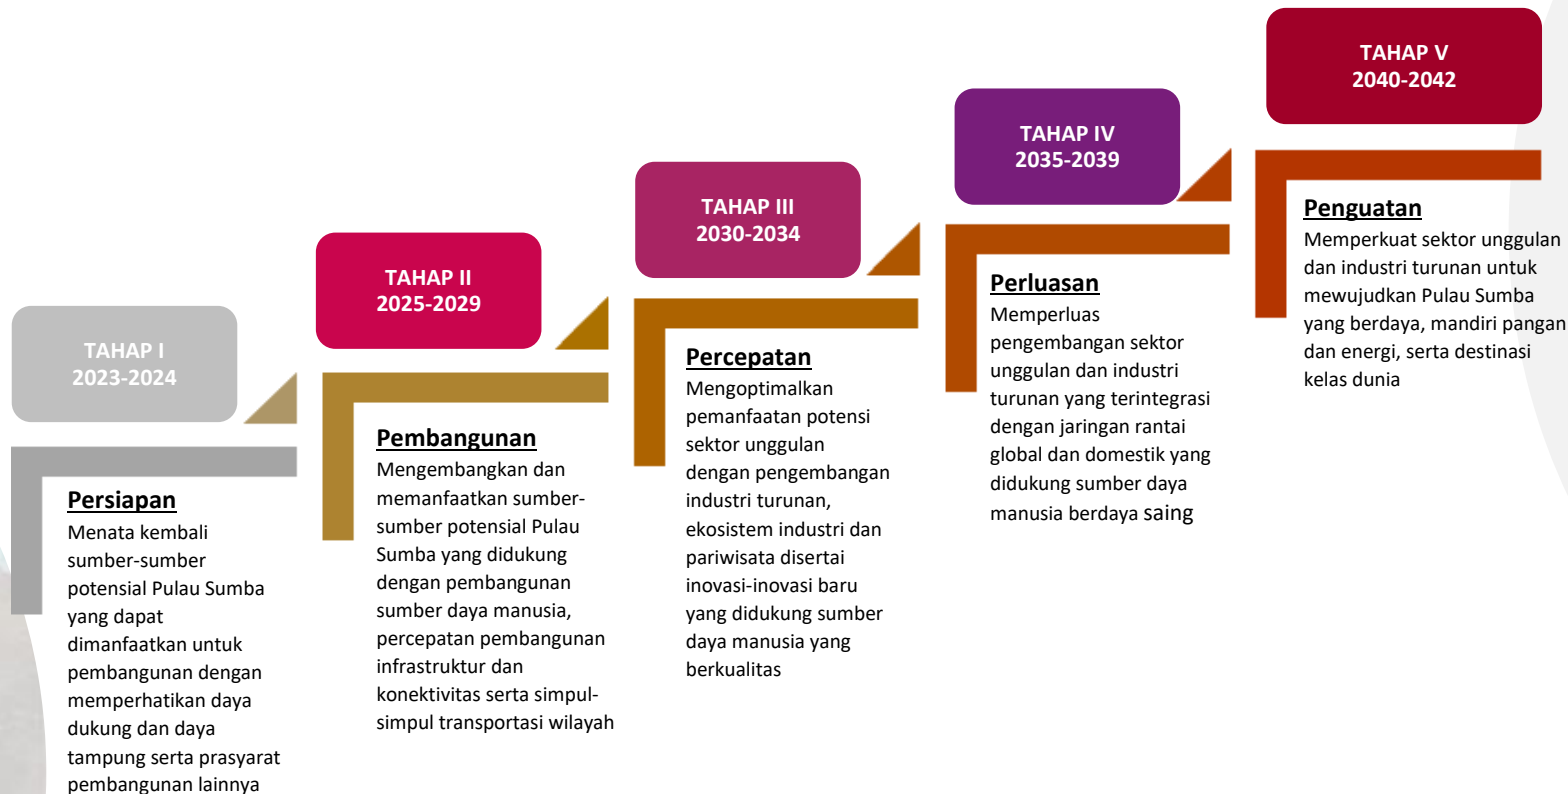 TAHAP I
2023-2024
Persiapan
Menata kembali
sumber-sumber
potensial Pulau Sumba
yang dapat
dimanfaatkan untuk
pembangunan dengan
memperhatikan daya
dukung dan daya
tampung serta prasyarat
pembangunan lainnya
TAHAP II
2025-2029
Pembangunan
Mengembangkan dan
memanfaatkan sumber-
sumber potensial Pulau
Sumba yang didukung
dengan pembangunan
sumber daya manusia,
percepatan pembangunan
infrastruktur dan
konektivitas serta simpul-
simpul transportasi wilayah
TAHAP III
2030-2034
Percepatan
Mengoptimalkan
pemanfaatan potensi
sektor unggulan
dengan pengembangan
industri turunan,
ekosistem industri dan
pariwisata disertai
inovasi-inovasi baru
yang didukung sumber
daya manusia yang
berkualitas
TAHAP IV
2035-2039
Perluasan
Memperluas
pengembangan sektor
unggulan dan industri
turunan yang terintegrasi
dengan jaringan rantai
global dan domestik yang
didukung sumber daya
manusia berdaya saing
TAHAP V
2040-2042
Penguatan
Memperkuat sektor unggulan
dan industri turunan untuk
mewujudkan Pulau Sumba
yang berdaya, mandiri pangan
dan energi, serta destinasi
kelas dunia